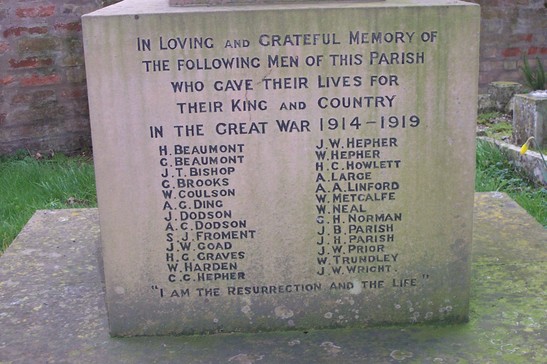 IN LOVING AND GRATEFUL MEMORY OF
THE FOLLOWING MEN OF THIS PARISH
WHO GAVE THEIR LIVES FOR
THEIR KING AND COUNTRY
IN THE GREAT WAR 1914-1919
H. BEAUMONT
G. BEAUMONT
J. T. BISHOP
G. BROOKS
W. COULSON
A. G. DING
J. DODSON
A. C. DODSON
S. J. FROMENT
J. W. GOAD
H. G. GRAVES
W. HARDEN
C. G. HEPHER
J. W. HEPHER
W. HEPHER
H. C. HOWLETT
A. LARGE
A. A. LINFORD
W. METCALFE
W. NEAL
G. H. NORMAN
J. B. PARISH
J. H. PARISH
J. W. PRIOR
W. TRUNDLEY
J. W. WRIGHT.
"I AM THE RESURRECTION AND THE LIFE"